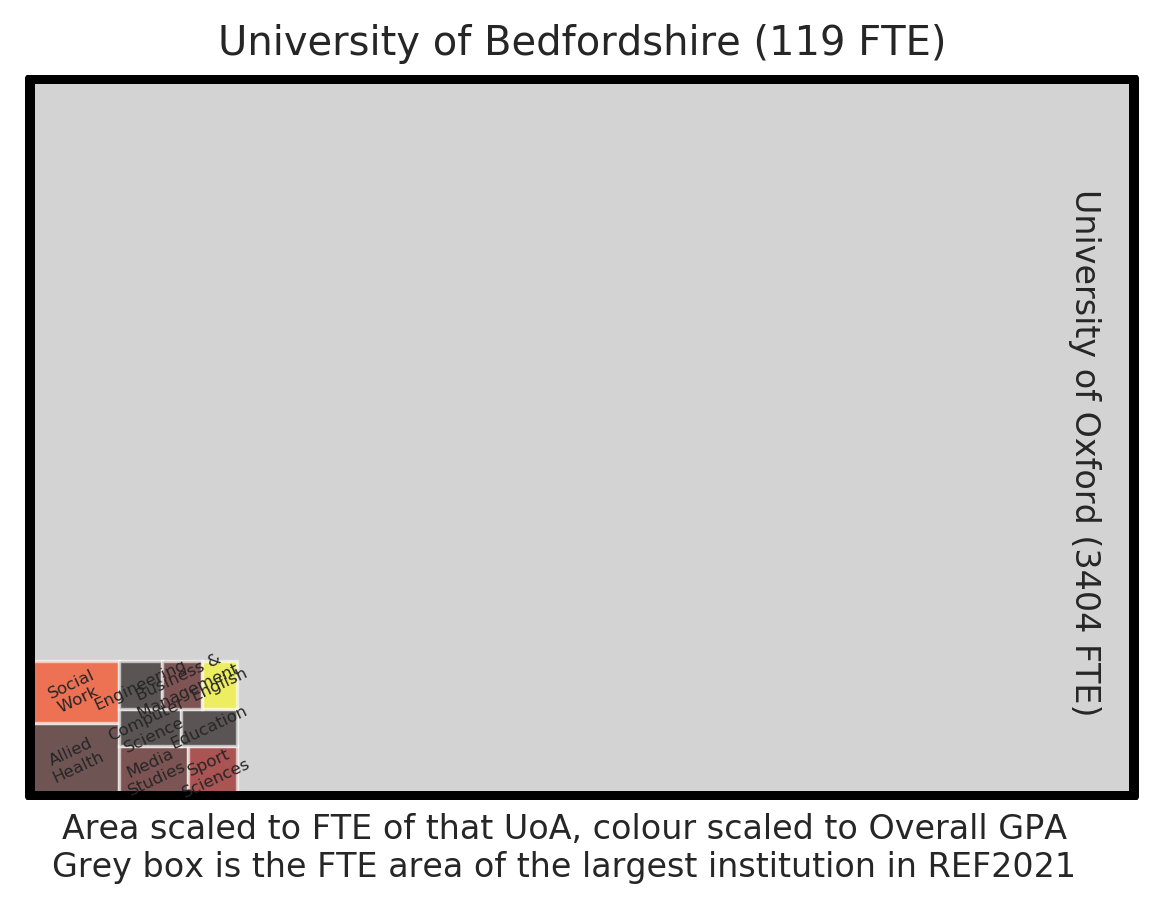 University of Bedfordshire (119 FTE)
University of Oxford (3404 FTE)
Social
Work
Engineering
Business &
Management
English
Computer
Science
Education
Allied
Health
Media
Studies
Sport
Sciences
Area scaled to FTE of that UoA, colour scaled to Overall GPA
Grey box is the FTE area of the largest institution in REF2021